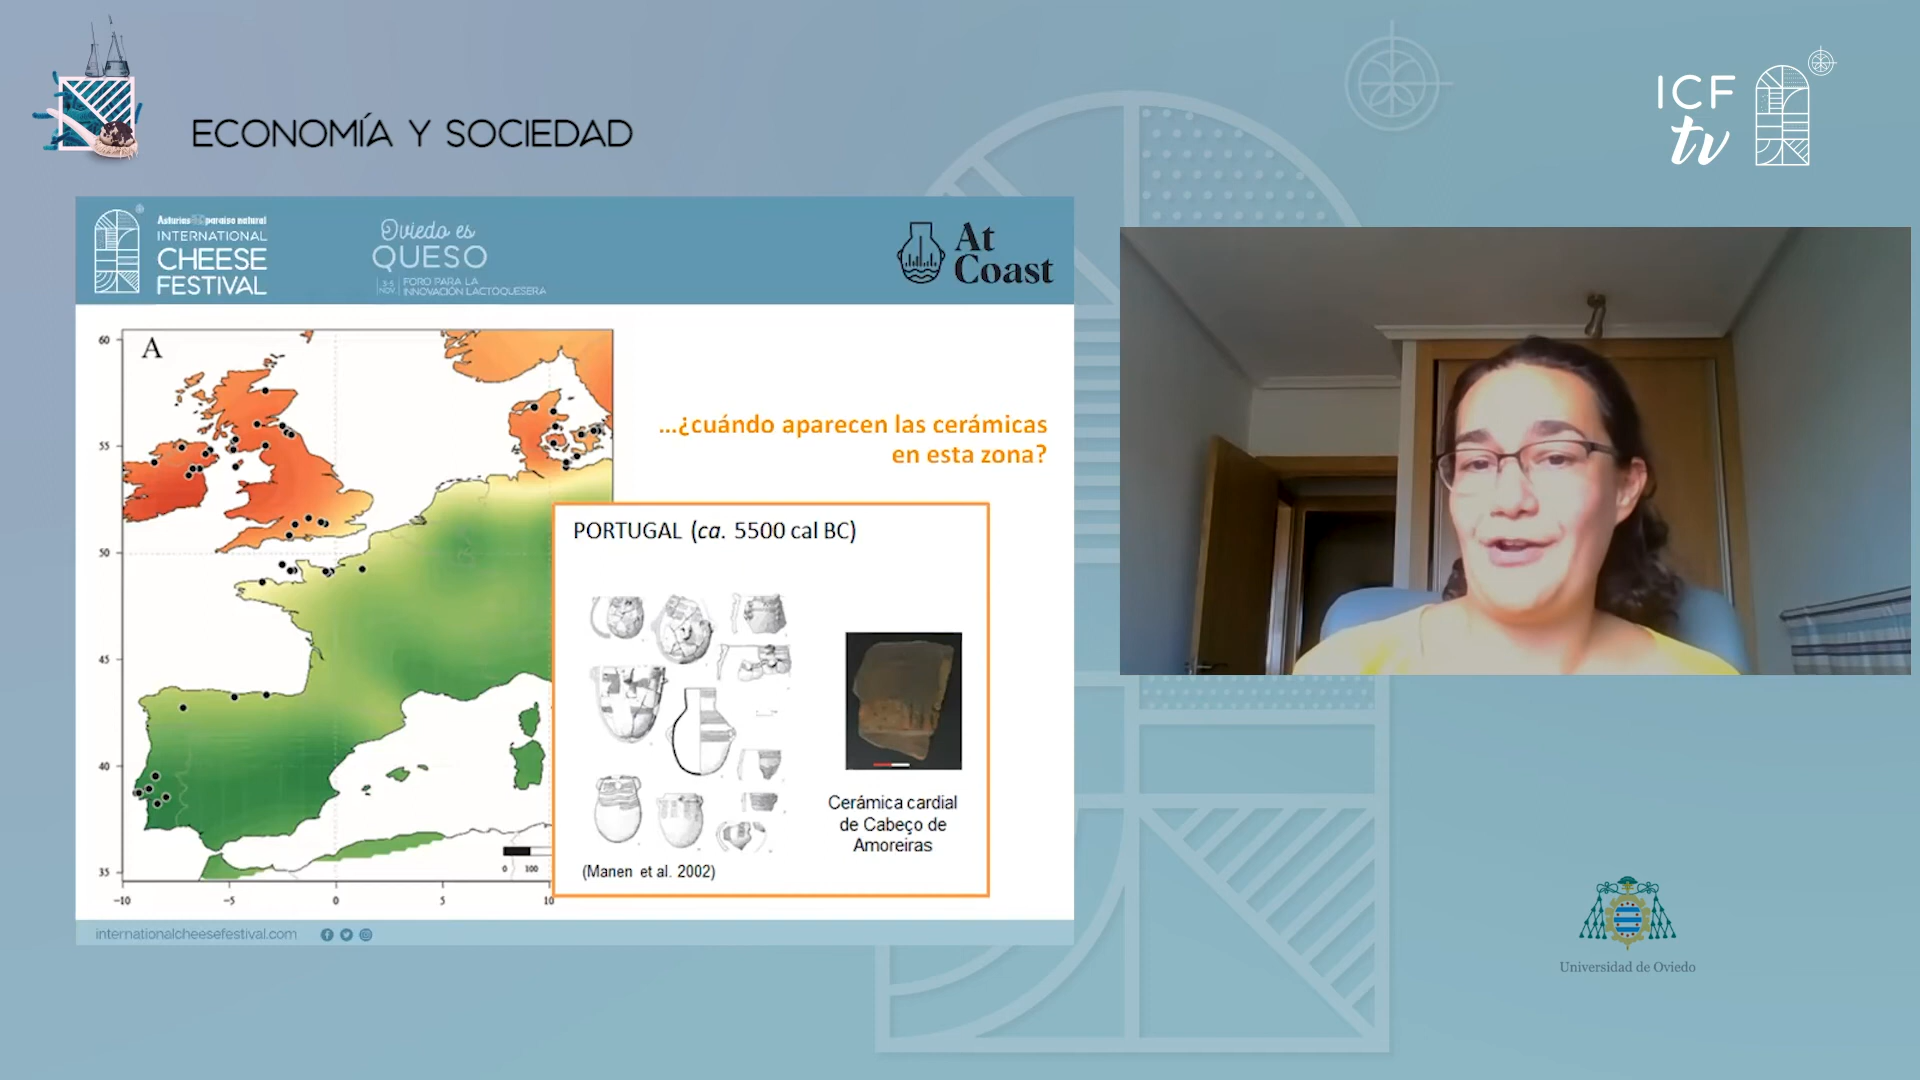 ECONOMÍA Y SOCIEDAD
ICF
tv
Asturias paraíso natural
INTERNATIONAL
CHEESE
FESTIVAL
Oviedo es
QUESO
3-5
NOV.
FORO PARA LA
INNOVACIÓN LACTOQUESERA
At
Coast
A
60
55
50
45
40
35
-10
-5
0
5
10
0 100
...¿cuándo aparecen las cerámicas
en esta zona?
PORTUGAL (ca. 5500 cal BC)
Cerámica cardial
de Cabeço de
Amoreiras
(Manen et al. 2002)
internationalcheesefestival.com
Universidad de Oviedo